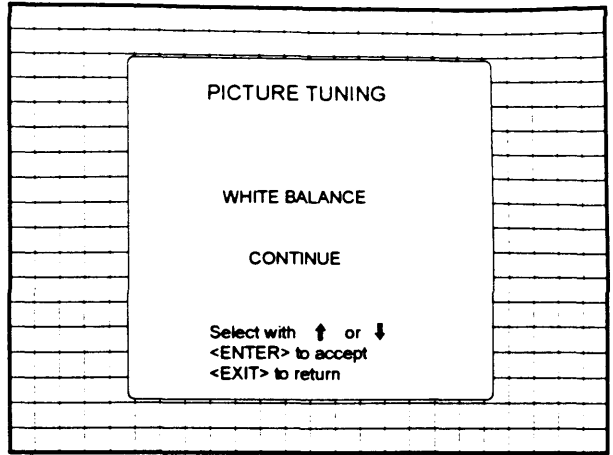 PICTURE TUNING
WHITE BALANCE
CONTINUE
Select with ↑ or ↓
<ENTER> to accept
<EXIT> to return